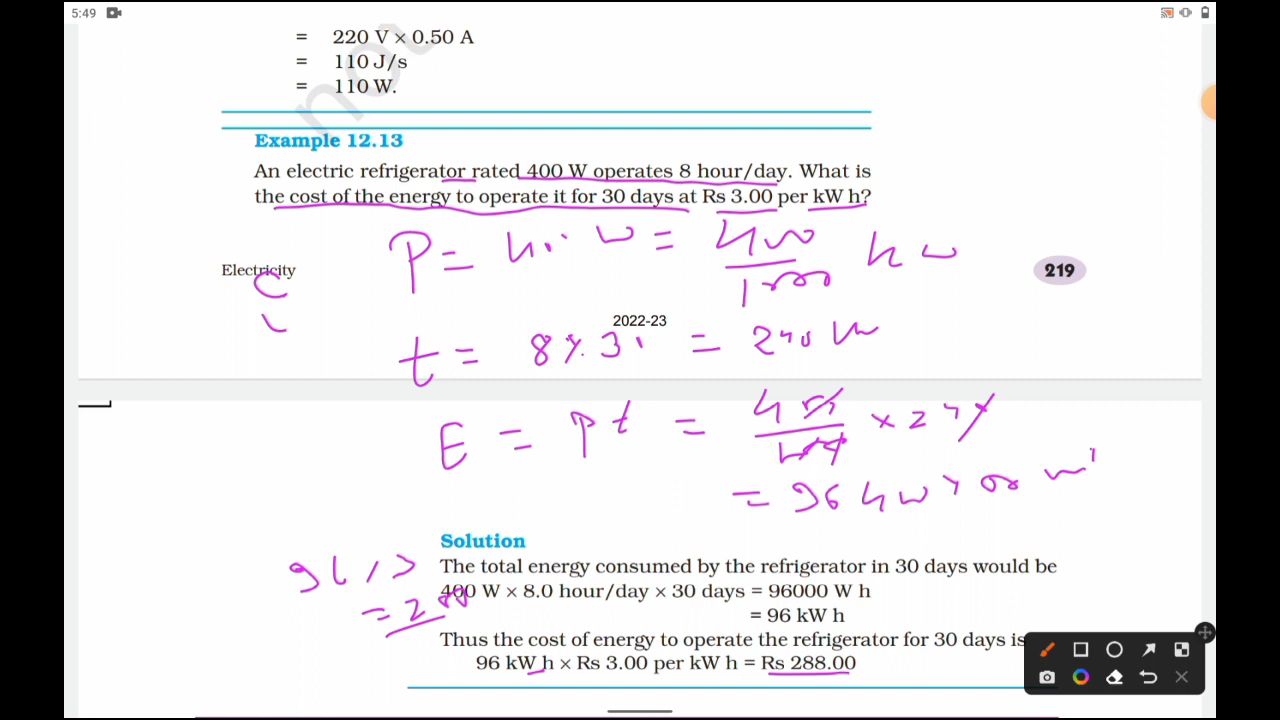 5:49
= 220 V × 0.50 A
= 110 J/s
= 110 W.
not
Example 12.13
An electric refrigerator rated 400 W operates 8 hour/day. What is
the cost of the energy to operate it for 30 days at Rs 3.00 per kW h?
P = 400 W = 400/1000 kW
Electricity
219
2022-23
t = 8 × 30 = 240 h
E = Pt =
= 96
Solution
The total energy consumed by the refrigerator in 30 days would be
400 W × 8.0 hour/day × 30 days = 96000 W h
= 96 kW h
Thus the cost of energy to operate the refrigerator for 30 days is
96 kW h × Rs 3.00 per kW h = Rs 288.00